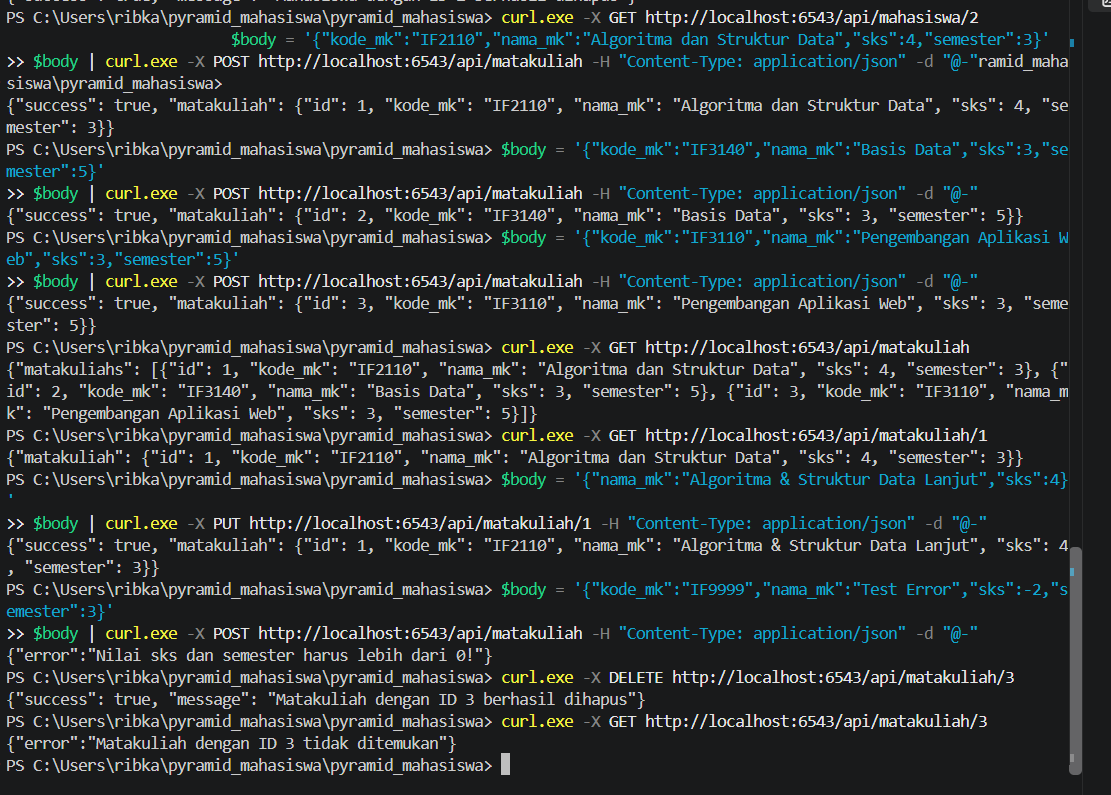 PS C:\Users\ribka\pyramid_mahasiswa\pyramid_mahasiswa> curl.exe -X GET http://localhost:6543/api/mahasiswa/2
$body = '{"kode_mk":"IF2110","nama_mk":"Algoritma dan Struktur Data","sks":4,"semester":3}'
>> $body | curl.exe -X POST http://localhost:6543/api/matakuliah -H "Content-Type: application/json" -d "@-"ramid_maha
siswa\pyramid_mahasiswa>
{"success": true, "matakuliah": {"id": 1, "kode_mk": "IF2110", "nama_mk": "Algoritma dan Struktur Data", "sks": 4, "se
mester": 3}}
PS C:\Users\ribka\pyramid_mahasiswa\pyramid_mahasiswa> $body = '{"kode_mk":"IF3140","nama_mk":"Basis Data","sks":3,"se
mester":5}'
>> $body | curl.exe -X POST http://localhost:6543/api/matakuliah -H "Content-Type: application/json" -d "@-"
{"success": true, "matakuliah": {"id": 2, "kode_mk": "IF3140", "nama_mk": "Basis Data", "sks": 3, "semester": 5}}
PS C:\Users\ribka\pyramid_mahasiswa\pyramid_mahasiswa> $body = '{"kode_mk":"IF3110","nama_mk":"Pengembangan Aplikasi W
eb","sks":3,"semester":5}'
>> $body | curl.exe -X POST http://localhost:6543/api/matakuliah -H "Content-Type: application/json" -d "@-"
{"success": true, "matakuliah": {"id": 3, "kode_mk": "IF3110", "nama_mk": "Pengembangan Aplikasi Web", "sks": 3, "seme
ster": 5}}
PS C:\Users\ribka\pyramid_mahasiswa\pyramid_mahasiswa> curl.exe -X GET http://localhost:6543/api/matakuliah
{"matakuliahs": [{"id": 1, "kode_mk": "IF2110", "nama_mk": "Algoritma dan Struktur Data", "sks": 4, "semester": 3}, {"
id": 2, "kode_mk": "IF3140", "nama_mk": "Basis Data", "sks": 3, "semester": 5}, {"id": 3, "kode_mk": "IF3110", "nama_m
k": "Pengembangan Aplikasi Web", "sks": 3, "semester": 5}]}
PS C:\Users\ribka\pyramid_mahasiswa\pyramid_mahasiswa> curl.exe -X GET http://localhost:6543/api/matakuliah/1
{"matakuliah": {"id": 1, "kode_mk": "IF2110", "nama_mk": "Algoritma dan Struktur Data", "sks": 4, "semester": 3}}
PS C:\Users\ribka\pyramid_mahasiswa\pyramid_mahasiswa> $body = '{"nama_mk":"Algoritma & Struktur Data Lanjut","sks":4}
'
>> $body | curl.exe -X PUT http://localhost:6543/api/matakuliah/1 -H "Content-Type: application/json" -d "@-"
{"success": true, "matakuliah": {"id": 1, "kode_mk": "IF2110", "nama_mk": "Algoritma & Struktur Data Lanjut", "sks": 4
, "semester": 3}}
PS C:\Users\ribka\pyramid_mahasiswa\pyramid_mahasiswa> $body = '{"kode_mk":"IF9999","nama_mk":"Test Error","sks":-2,"s
emester":3}'
>> $body | curl.exe -X POST http://localhost:6543/api/matakuliah -H "Content-Type: application/json" -d "@-"
{"error":"Nilai sks dan semester harus lebih dari 0!"}
PS C:\Users\ribka\pyramid_mahasiswa\pyramid_mahasiswa> curl.exe -X DELETE http://localhost:6543/api/matakuliah/3
{"success": true, "message": "Matakuliah dengan ID 3 berhasil dihapus"}
PS C:\Users\ribka\pyramid_mahasiswa\pyramid_mahasiswa> curl.exe -X GET http://localhost:6543/api/matakuliah/3
{"error":"Matakuliah dengan ID 3 tidak ditemukan"}
PS C:\Users\ribka\pyramid_mahasiswa\pyramid_mahasiswa>